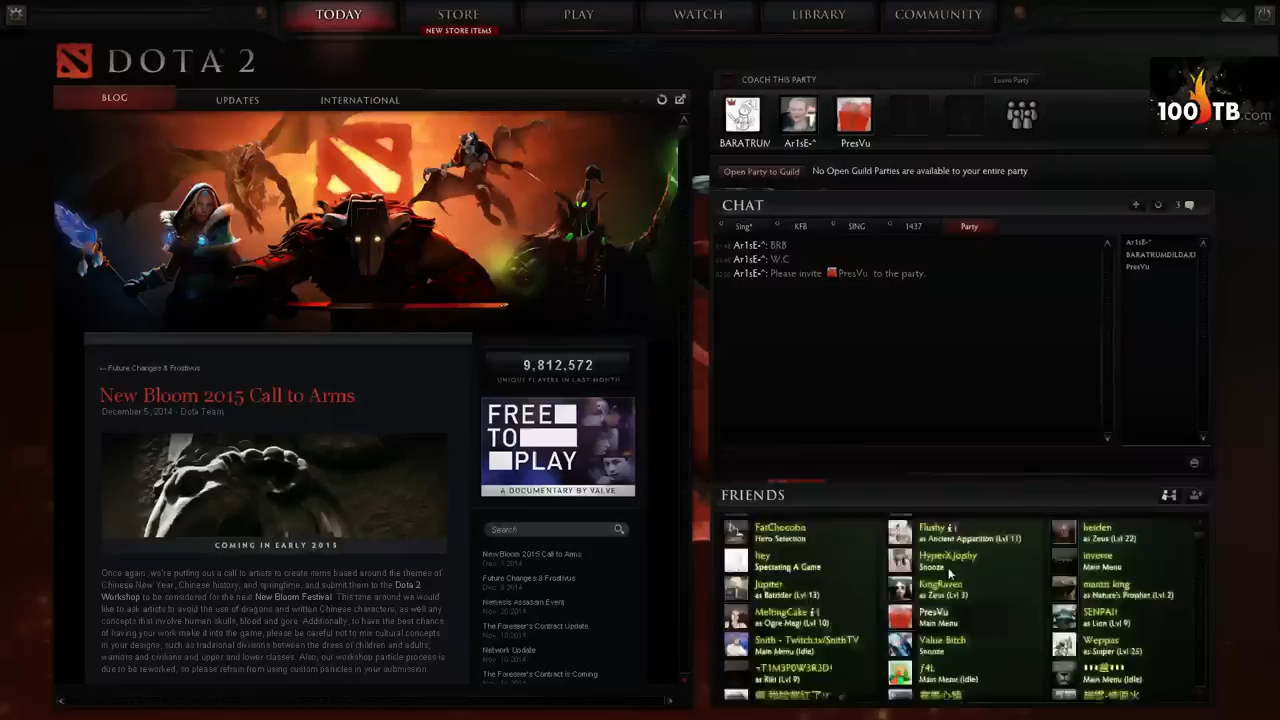 TODAY
STORE
NEW STORE ITEMS
PLAY
WATCH
LIBRARY
COMMUNITY
DOTA 2
BLOG
UPDATES
INTERNATIONAL
COACH THIS PARTY
Leave Party
100TB.com
BARATRUM
Ar1sE-^
PresVu
Open Party to Guild
No Open Guild Parties are available to your entire party
CHAT
3
Sing*
KFB
SING
1437
Party
Ar1sE-^: BRB
Ar1sE-^: W.C
Ar1sE-^: Please invite PresVu to the party.
Ar1sE-^
BARATRUMDILDAX!
PresVu
←Future Changes & Frostivus
New Bloom 2015 Call to Arms
December 5, 2014 - Dota Team
COMING IN EARLY 2015
Once again, we're putting out a call to artists to create items based around the themes of
Chinese New Year, Chinese history, and springtime, and submit them to the Dota 2
Workshop to be considered for the next New Bloom Festival. This time around we would
like to ask artists to avoid the use of dragons and written Chinese characters, as well any
concepts that involve human skulls, blood and gore. Additionally, to have the best chance
of having your work make it into the game, please be careful not to mix cultural concepts
in your designs, such as traditional divisions between the dress of children and adults,
warriors and civilians and upper and lower classes. Also, our workshop particle process is
due to be reworked, so please refrain from using custom particles in your submission
9,812,572
UNIQUE PLAYERS IN LAST MONTH
FREE
TO
PLAY
A DOCUMENTARY BY VALVE
Search
New Bloom 2015 Call to Arms
Future Changes & Frostivus
Nemesis Assassin Event
The Foreseer's Contract Update
Network Update
The Foreseer's Contract is Coming
FRIENDS
FatChocobo
Hero Selection
Flushy
as Ancient Apparition (Lvl 11)
heiden
as Zeus (Lvl 22)
hey
Spectating A Game
HyperX.jqphy
Snooze
inverse
Main Menu
Jupiter
as Batrider (Lvl 13)
KingRaven
as Zeus (Lvl 3)
mantis king
as Nature's Prophet (Lvl 2)
MeltingCake
as Ogre Magi (Lvl 10)
PresVu
Main Menu
SENPAI!
as Lion (Lvl 9)
Smith - Twitch.tv/SmithTV
Main Menu (Idle)
Value Bitch
Snooze
Weppas
as Sniper (Lvl 25)
as Riki (Lvl 9)
Main Menu (Idle)
Main Menu (Idle)